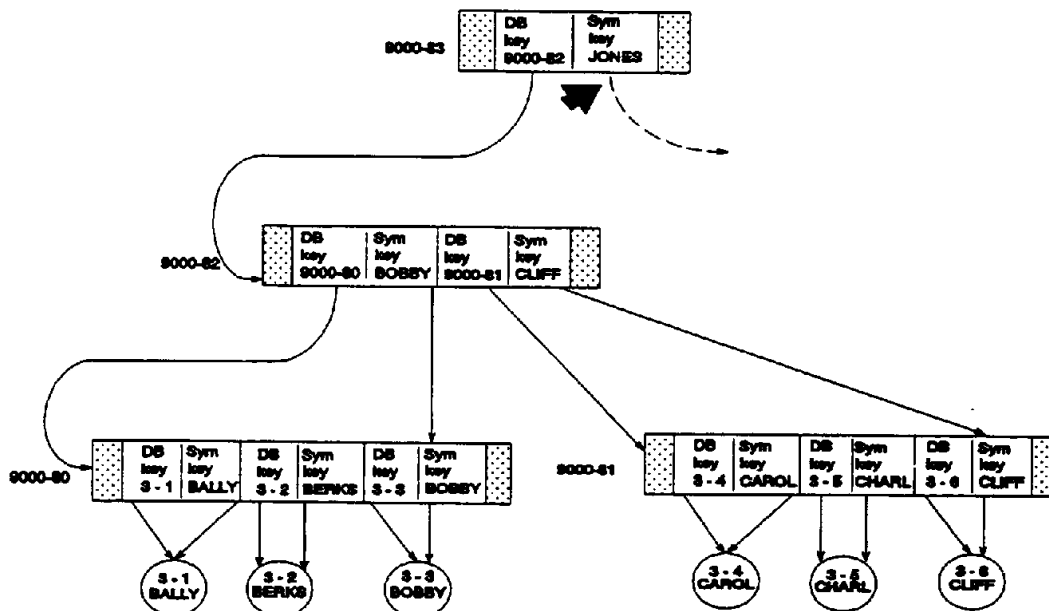 9000-83
DB key 9000-82
Sym key JONES
9000-82
DB key 9000-80
Sym key BOBBY
DB key 9000-81
Sym key CLIFF
9000-80
DB key 3-1
Sym key BALLY
DB key 3-2
Sym key BERKS
DB key 3-3
Sym key BOBBY
9000-81
DB key 3-4
Sym key CAROL
DB key 3-5
Sym key CHARL
DB key 3-6
Sym key CLIFF
3-1
BALLY
3-2
BERKS
3-3
BOBBY
3-4
CAROL
3-5
CHARL
3-6
CLIFF